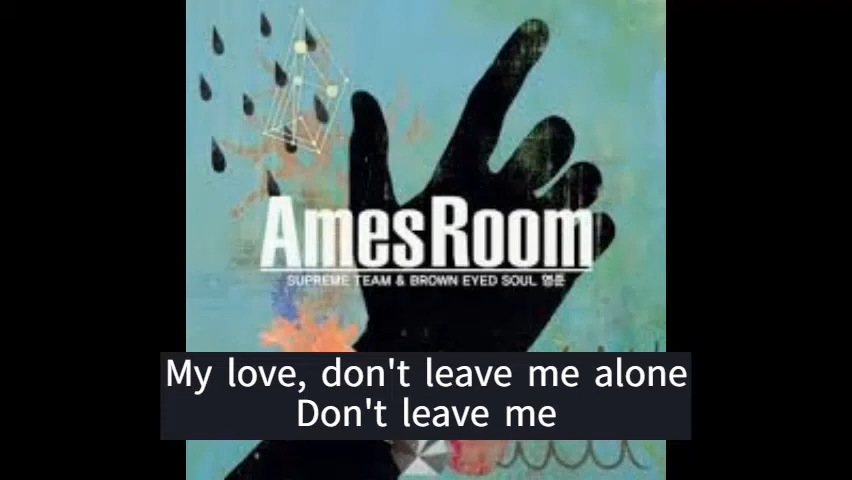 AmesRoom
SUPREME TEAM & BROWN EYED SOUL 영준
My love, don't leave me alone
Don't leave me